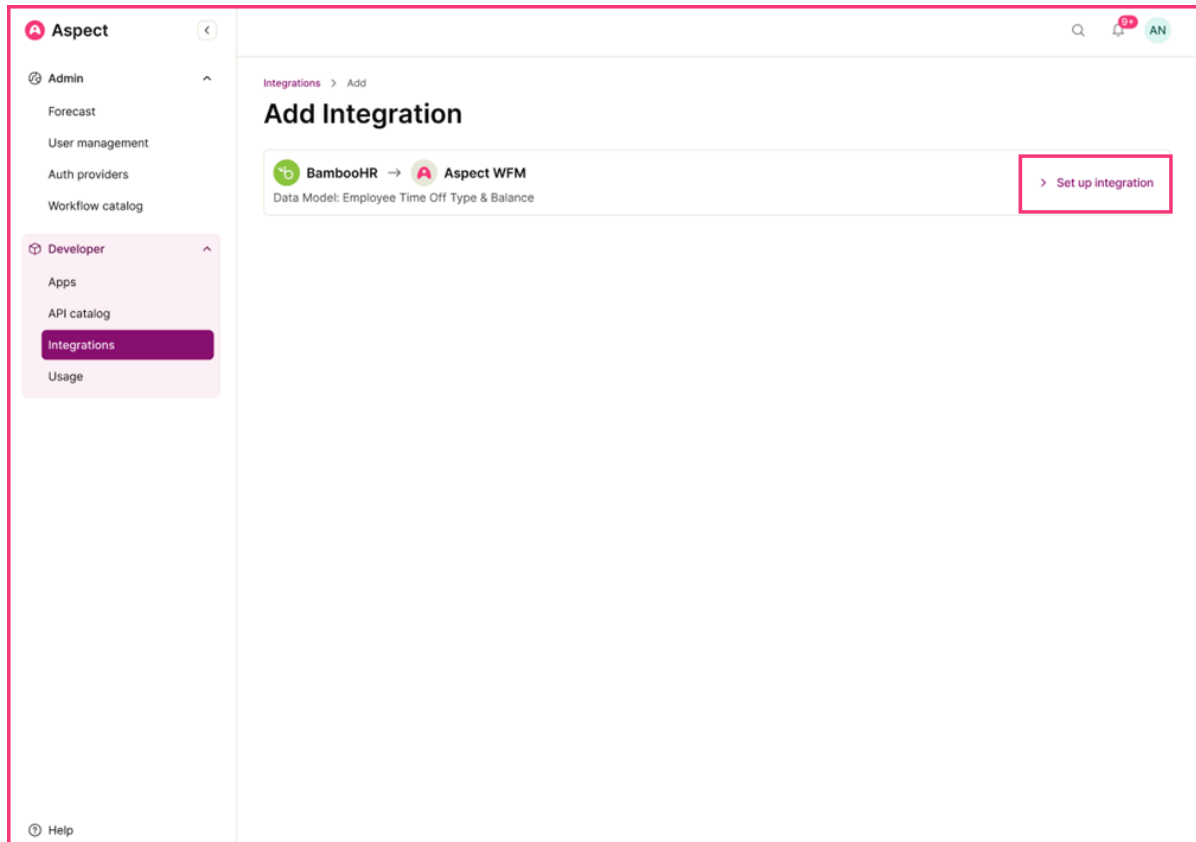 Aspect
9+
AN
Admin
Forecast
User management
Auth providers
Workflow catalog
Developer
Apps
API catalog
Integrations
Usage
Help
Integrations > Add
Add Integration
BambooHR → Aspect WFM
Data Model: Employee Time Off Type & Balance
> Set up integration